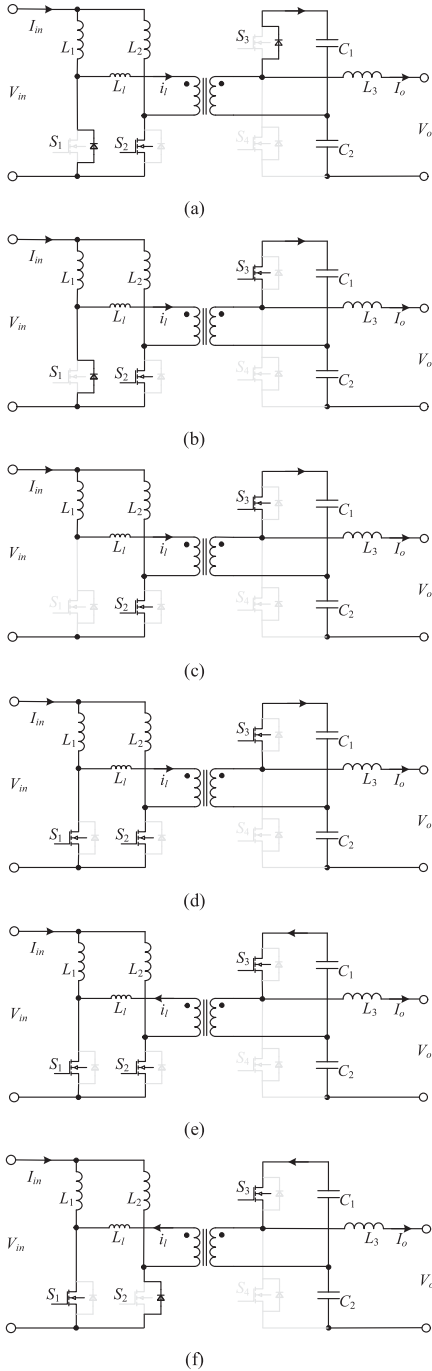 I_in L_1 L_2 S_3 C_1
V_in L_l i_l L_3 I_o
S_1 S_2 S_4 C_2 V_o
(a)
I_in L_1 L_2 S_3 C_1
V_in L_l i_l L_3 I_o
S_1 S_2 S_4 C_2 V_o
(b)
I_in L_1 L_2 S_3 C_1
V_in L_l i_l L_3 I_o
S_1 S_2 S_4 C_2 V_o
(c)
I_in L_1 L_2 S_3 C_1
V_in L_l i_l L_3 I_o
S_1 S_2 S_4 C_2 V_o
(d)
I_in L_1 L_2 S_3 C_1
V_in L_l i_l L_3 I_o
S_1 S_2 S_4 C_2 V_o
(e)
I_in L_1 L_2 S_3 C_1
V_in L_l i_l L_3 I_o
S_1 S_2 S_4 C_2 V_o
(f)